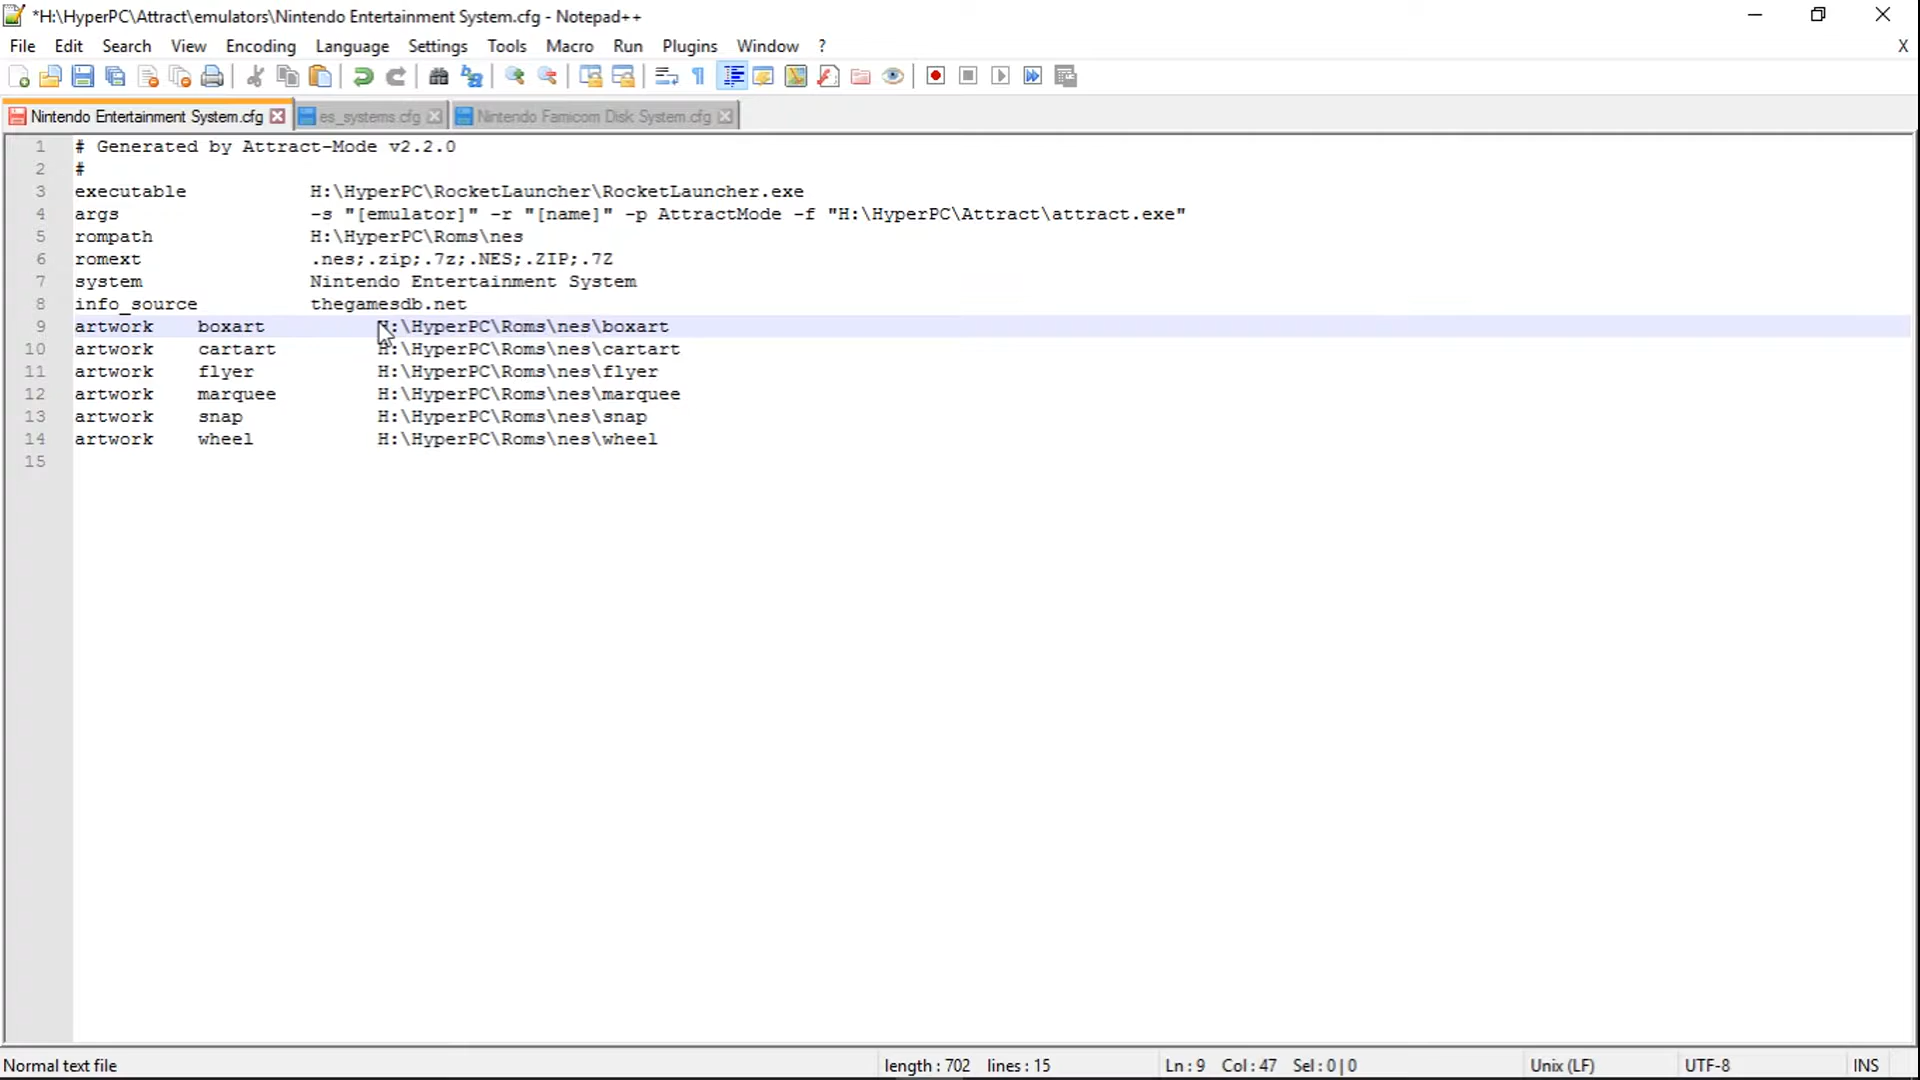 *H:\HyperPC\Attract\emulators\Nintendo Entertainment System.cfg - Notepad++
File Edit Search View Encoding Language Settings Tools Macro Run Plugins Window ? X
Nintendo Entertainment System.cfg es_systems.cfg Nintendo Famicom Disk System.cfg
1 # Generated by Attract-Mode v2.2.0
2 #
3 executable H:\HyperPC\RocketLauncher\RocketLauncher.exe
4 args -s "[emulator]" -r "[name]" -p AttractMode -f "H:\HyperPC\Attract\attract.exe"
5 rompath H:\HyperPC\Roms\nes
6 romext .nes;.zip;.7z;.NES;.ZIP;.7Z
7 system Nintendo Entertainment System
8 info_source thegamesdb.net
9 artwork boxart H:\HyperPC\Roms\nes\boxart
10 artwork cartart H:\HyperPC\Roms\nes\cartart
11 artwork flyer H:\HyperPC\Roms\nes\flyer
12 artwork marquee H:\HyperPC\Roms\nes\marquee
13 artwork snap H:\HyperPC\Roms\nes\snap
14 artwork wheel H:\HyperPC\Roms\nes\wheel
15
Normal text file length : 702 lines : 15 Ln : 9 Col : 47 Sel : 0 | 0 Unix (LF) UTF-8 INS